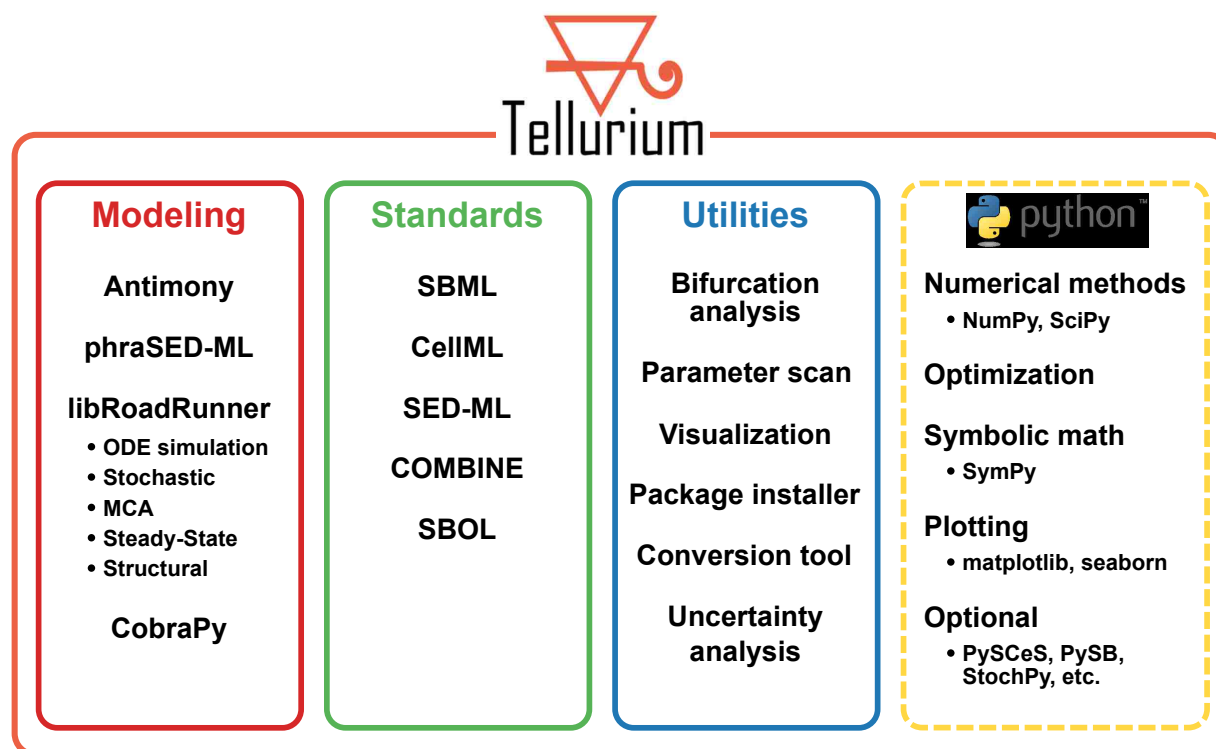 Tellurium
Modeling
Antimony
phraSED-ML
libRoadRunner
• ODE simulation
• Stochastic
• MCA
• Steady-State
• Structural
CobraPy
Standards
SBML
CellML
SED-ML
COMBINE
SBOL
Utilities
Bifurcation
analysis
Parameter scan
Visualization
Package installer
Conversion tool
Uncertainty
analysis
python™
Numerical methods
• NumPy, SciPy
Optimization
Symbolic math
• SymPy
Plotting
• matplotlib, seaborn
Optional
• PySCeS, PySB,
StochPy, etc.